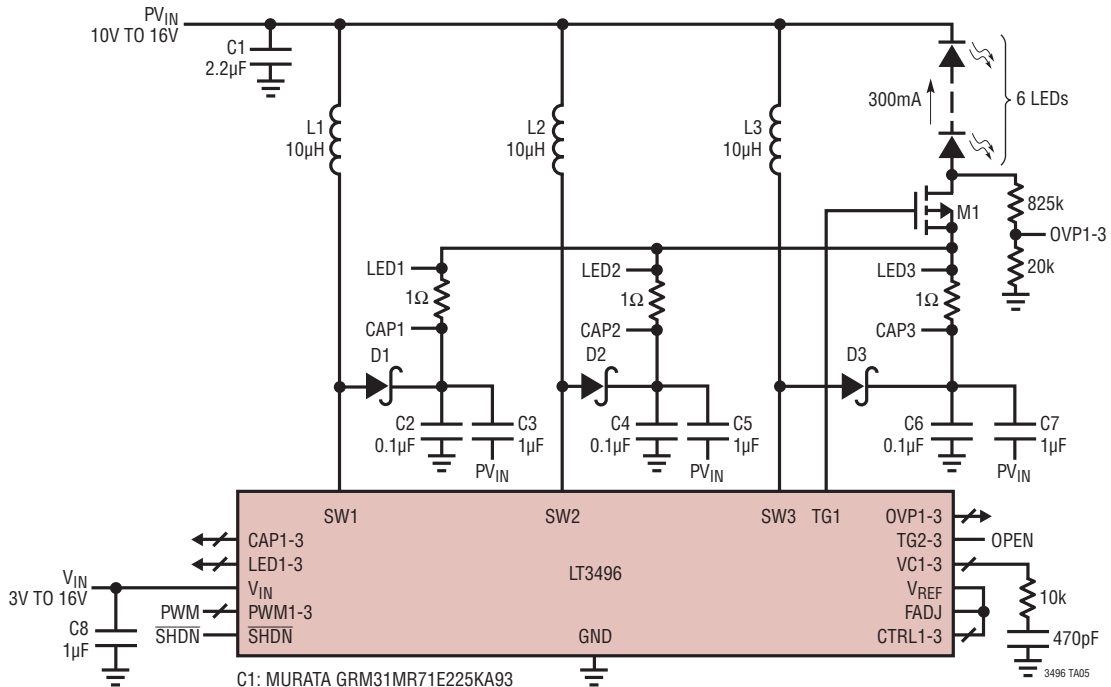 PVIN
10V TO 16V
C1
2.2µF
L1
10µH
L2
10µH
L3
10µH
300mA
6 LEDs
M1
825k
OVP1-3
20k
LED1
1Ω
CAP1
LED2
1Ω
CAP2
LED3
1Ω
CAP3
D1
D2
D3
C2
0.1µF
C3
1µF
PVIN
C4
0.1µF
C5
1µF
PVIN
C6
0.1µF
C7
1µF
PVIN
SW1
SW2
SW3
TG1
OVP1-3
CAP1-3
TG2-3
OPEN
LED1-3
LT3496
VC1-3
VIN
3V TO 16V
VIN
VREF
10k
PWM
PWM1-3
FADJ
SHDN
SHDN
GND
CTRL1-3
C8
1µF
470pF
3496 TA05
C1: MURATA GRM31MR71E225KA93